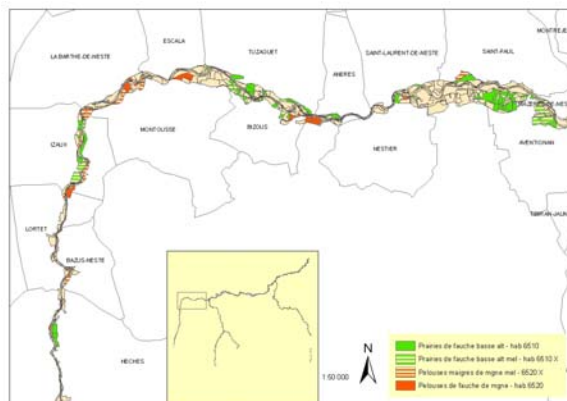 MONTREJE
ESCALA
TUZAGUET
SAINT-LAURENT-DE-NESTE
SAINT-PAUL
LA BARTHE-DE-NESTE
ANERES
IZAUX
MONTOUSSE
BIZOUS
NESTIER
AVENTIGNAN
LORTET
BAZUS-NESTE
HECHES
1:50 000
N
Prairies de fauche basse alt - hab 6510
Prairies de fauche basse alt mel - hab 6510 X
Pelouses maigres de mgne mel - 6520 X
Pelouses de fauche de mgne - hab 6520